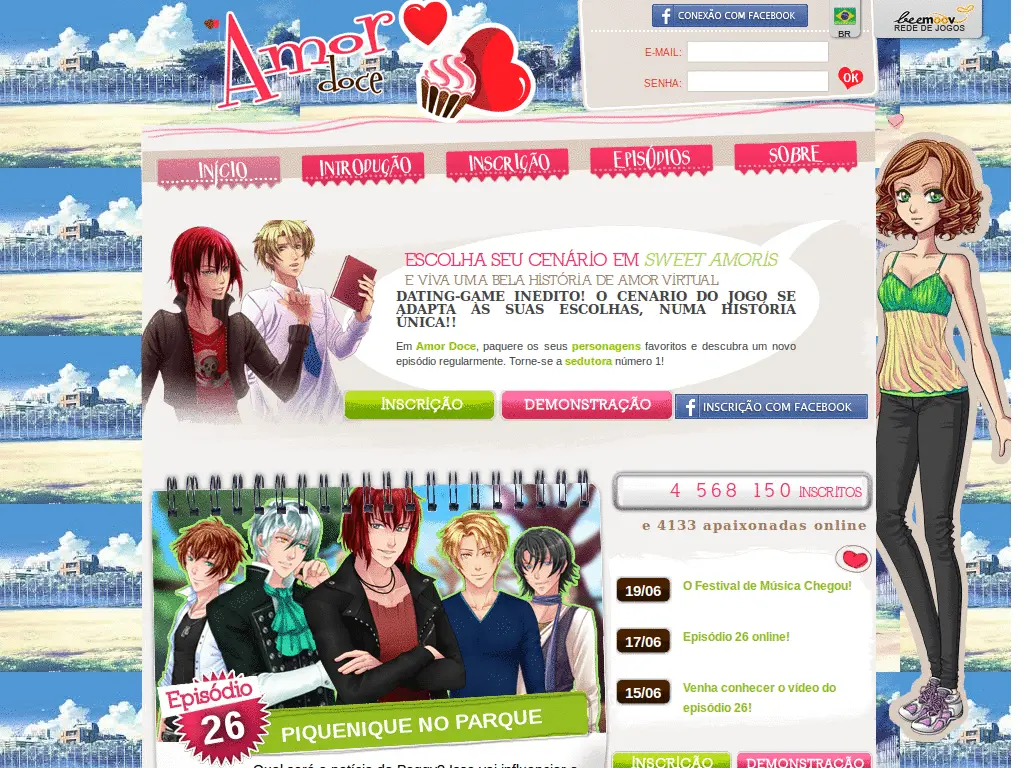 Amor
doce
CONEXÃO COM FACEBOOK
BR
beemoov
REDE DE JOGOS
E-MAIL:
SENHA:
OK
INÍCIO
INTRODUÇÃO
INSCRIÇÃO
EPISÓDIOS
SOBRE
ESCOLHA SEU CENÁRIO EM SWEET AMORIS
E VIVA UMA BELA HISTÓRIA DE AMOR VIRTUAL
DATING-GAME INEDITO! O CENARIO DO JOGO SE
ADAPTA ÀS SUAS ESCOLHAS, NUMA HISTÓRIA
ÚNICA!!
Em Amor Doce, paquere os seus personagens favoritos e descubra um novo
episódio regularmente. Torne-se a sedutora número 1!
INSCRIÇÃO
DEMONSTRAÇÃO
INSCRIÇÃO COM FACEBOOK
4 568 150 INSCRITOS
e 4133 apaixonadas online
19/06 O Festival de Música Chegou!
17/06 Episódio 26 online!
15/06 Venha conhecer o vídeo do
episódio 26!
Episódio
26
PIQUENIQUE NO PARQUE
INSCRIÇÃO
DEMONSTRAÇÃO